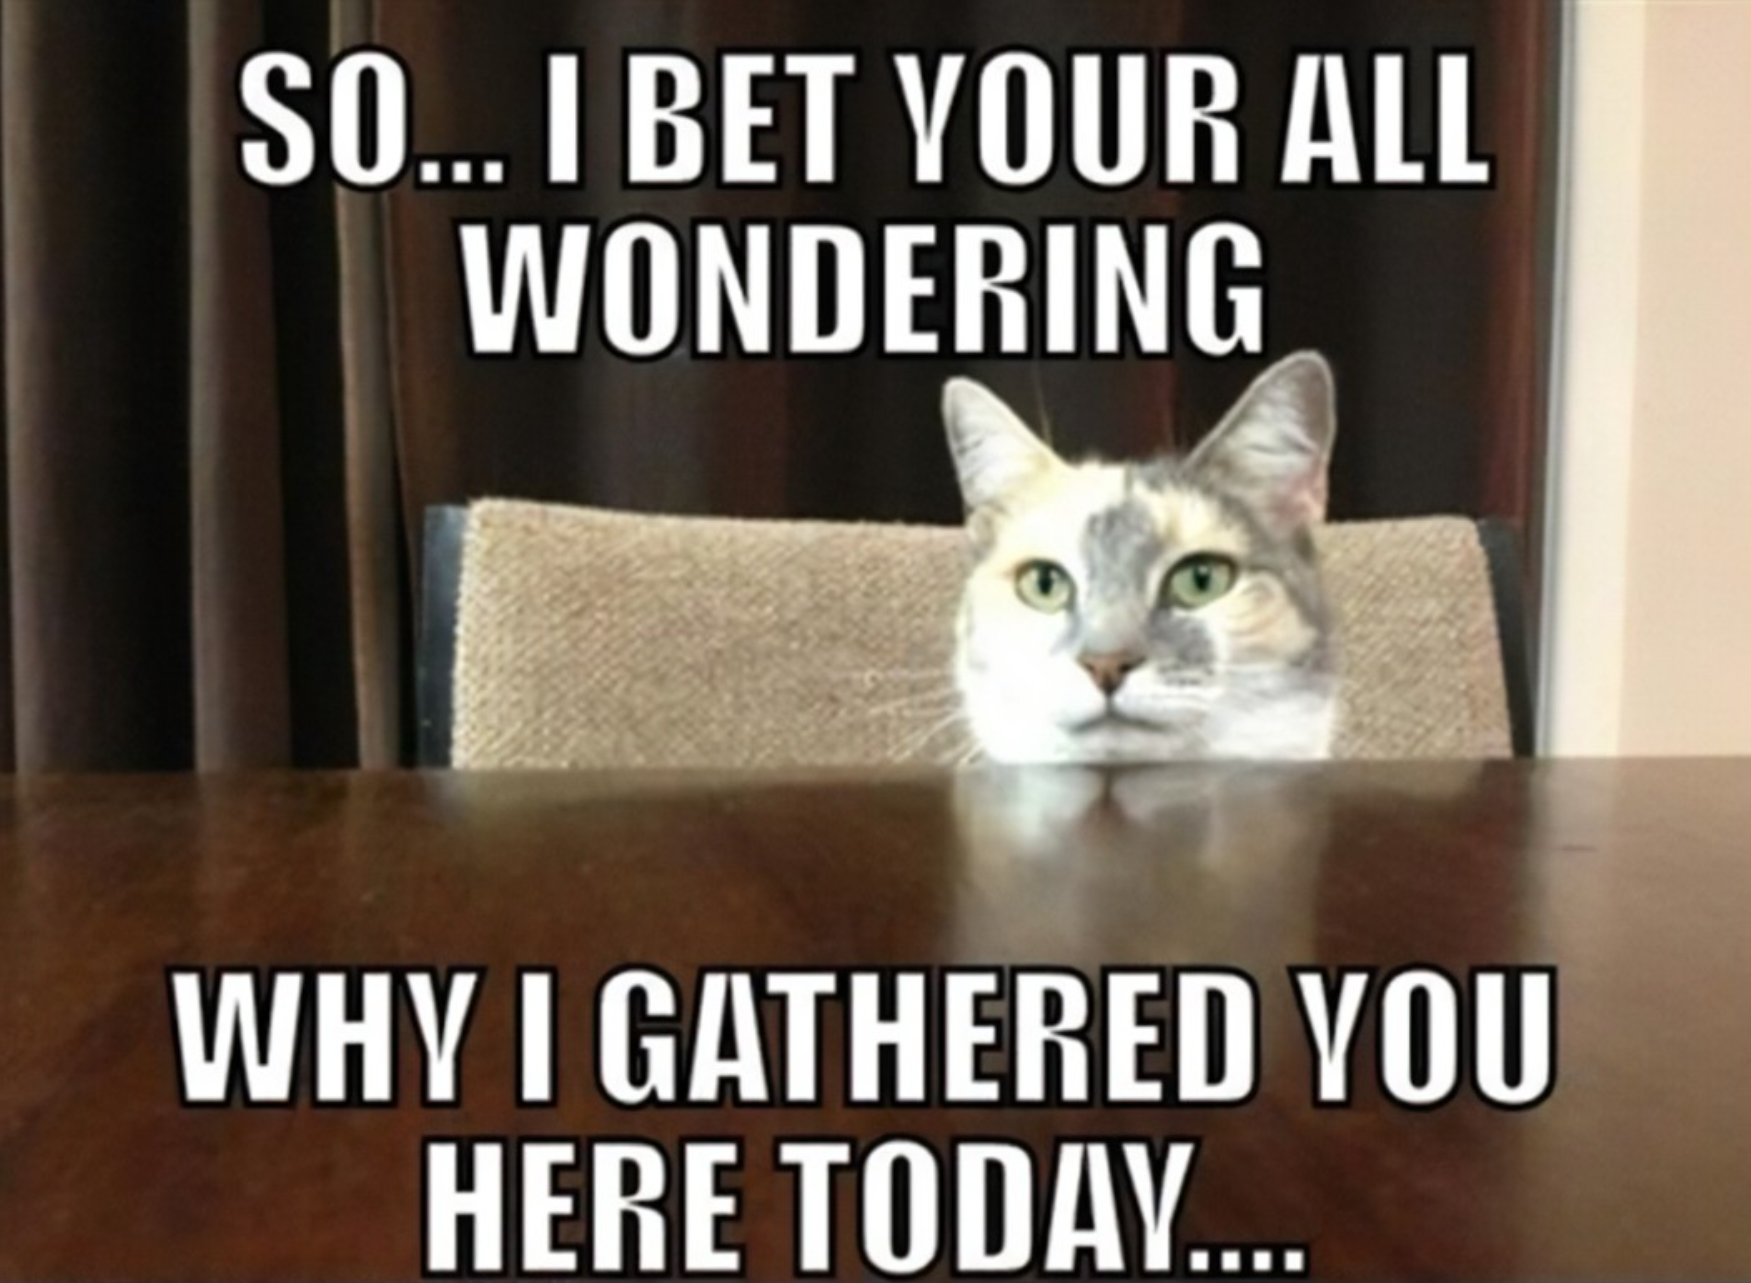 SO... I BET YOUR ALL
WONDERING
WHY I GATHERED YOU
HERE TODAY....